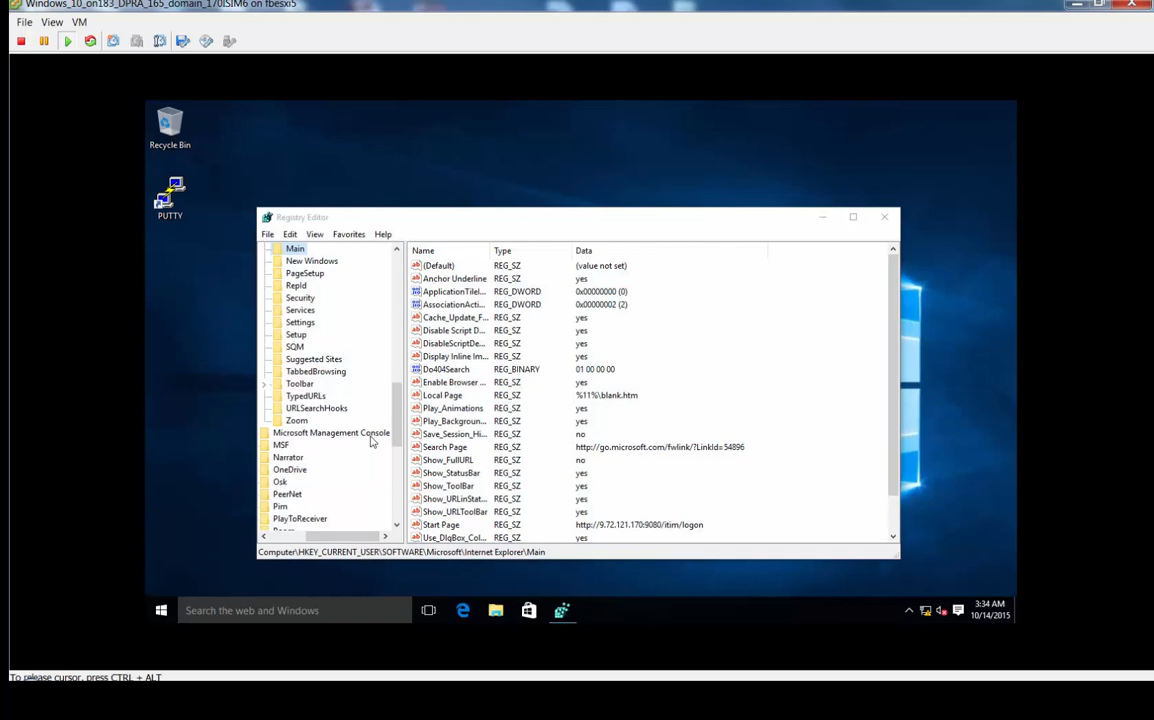 Windows_10_on183_DPRA_165_domain_170ISIM6 on fbesxi5
File View VM
Recycle Bin
PUTTY
Registry Editor
File Edit View Favorites Help
Main
New Windows
PageSetup
RepId
Security
Services
Settings
Setup
SQM
Suggested Sites
TabbedBrowsing
Toolbar
TypedURLs
URLSearchHooks
Zoom
Microsoft Management Console
MSF
Narrator
OneDrive
Osk
PeerNet
Pim
PlayToReceiver
Name Type Data
(Default) REG_SZ (value not set)
Anchor Underline REG_SZ yes
ApplicationTileI... REG_DWORD 0x00000000 (0)
AssociationActi... REG_DWORD 0x00000002 (2)
Cache_Update_F... REG_SZ yes
Disable Script D... REG_SZ yes
DisableScriptDe... REG_SZ yes
Display Inline Im... REG_SZ yes
Do404Search REG_BINARY 01 00 00 00
Enable Browser ... REG_SZ yes
Local Page REG_SZ %11%\blank.htm
Play_Animations REG_SZ yes
Play_Backgroun... REG_SZ yes
Save_Session_Hi... REG_SZ no
Search Page REG_SZ http://go.microsoft.com/fwlink/?LinkId=54896
Show_FullURL REG_SZ no
Show_StatusBar REG_SZ yes
Show_ToolBar REG_SZ yes
Show_URLinStat... REG_SZ yes
Show_URLToolBar REG_SZ yes
Start Page REG_SZ http://9.72.121.170:9080/itim/logon
Use_DlgBox_Col... REG_SZ yes
Computer\HKEY_CURRENT_USER\SOFTWARE\Microsoft\Internet Explorer\Main
Search the web and Windows
3:34 AM
10/14/2015
To release cursor, press CTRL + ALT